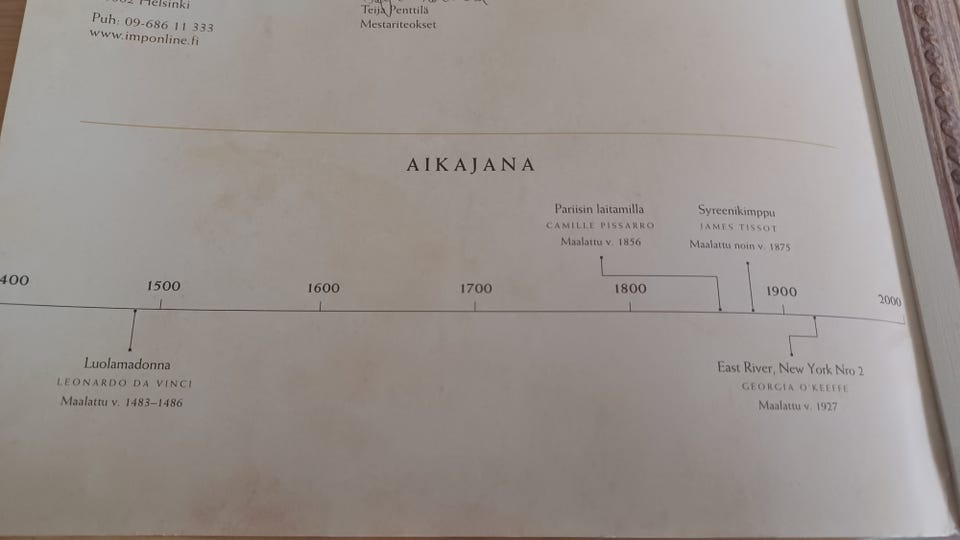 Helsinki
Puh: 09-686 11 333
www.imponline.fi
Teija Penttilä
Mestariteokset
AIKAJANA
Pariisin laitamilla
CAMILLE PISSARRO
Maalattu v. 1856
Syreenikimppu
JAMES TISSOT
Maalattu noin v. 1875
400
1500
1600
1700
1800
1900
2000
Luolamadonna
LEONARDO DA VINCI
Maalattu v. 1483–1486
East River, New York Nro 2
GEORGIA O'KEEFFE
Maalattu v. 1927